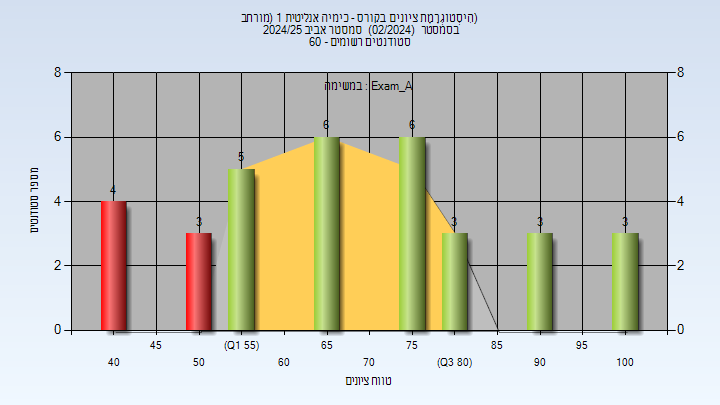 (היסטוגרמת ציונים בקורס - כימיה אנליטית 1 (מורחב
בסמסטר (02/2024) סמסטר אביב 2024/25
סטודנטים רשומים - 60
במשימה : Exam_A
מספר סטודנטים
8 8
6 6
4 4
2 2
0 0
4 3 5 6 6 3 3 3
45 (Q1 55) 65 75 85 95
40 50 60 70 (Q3 80) 90 100
טווח ציונים